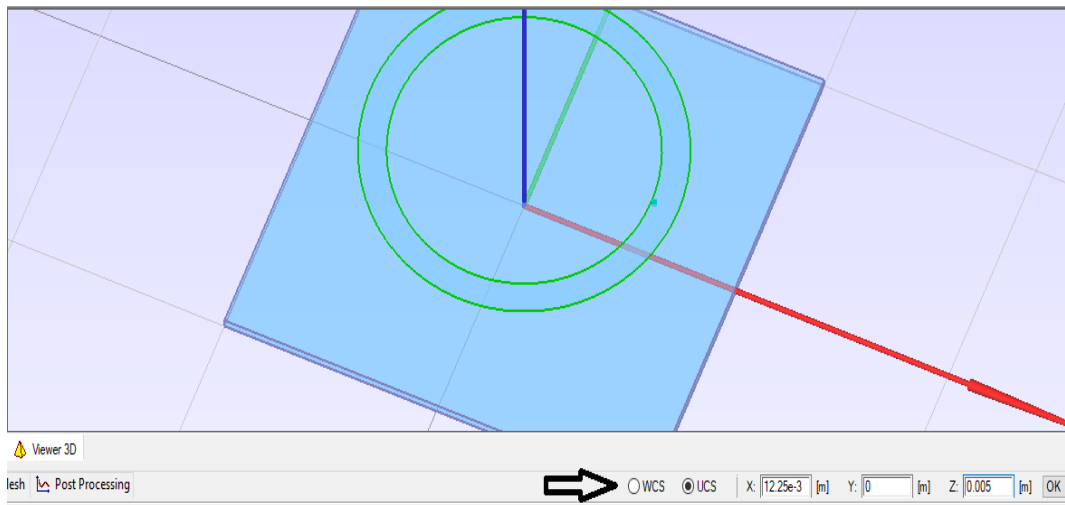 Viewer 3D
lesh Post Processing WCS UCS X: 12.25e-3 [m] Y: 0 [m] Z: 0.005 [m] OK